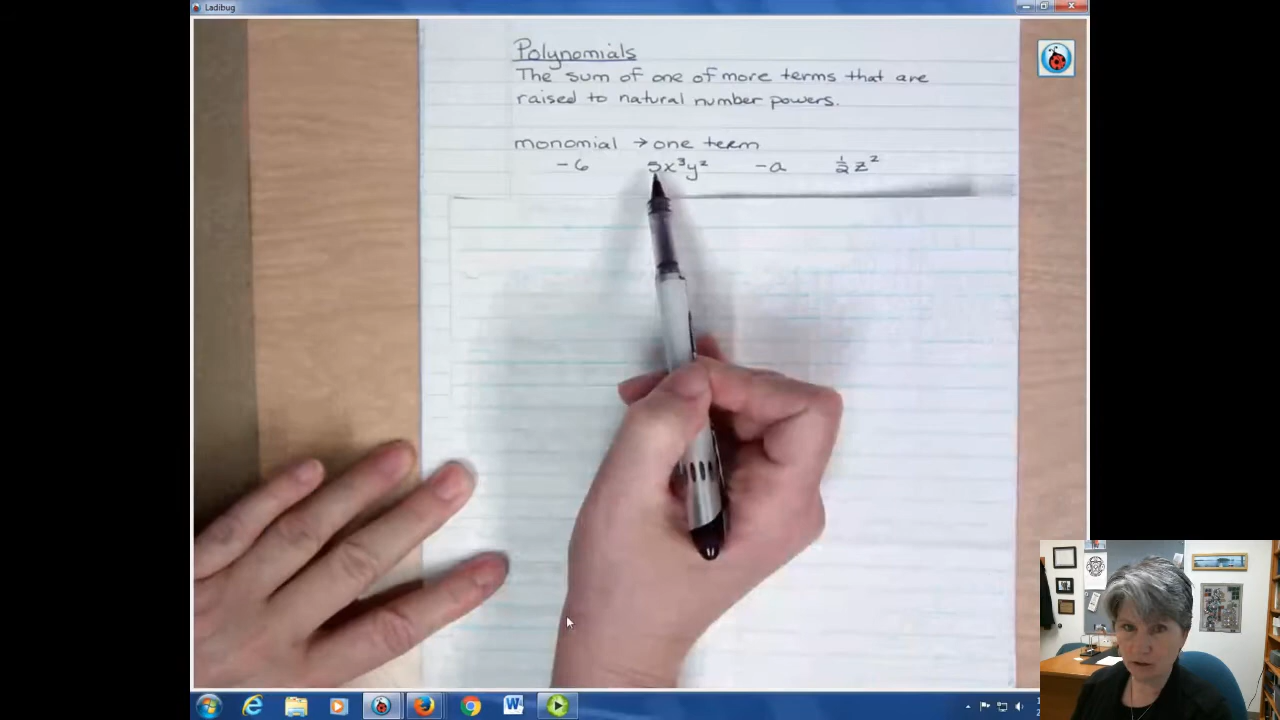 Ladibug
Polynomials
The sum of one of more terms that are
raised to natural number powers.
monomial → one term
-6 5x³y² -a ½z²